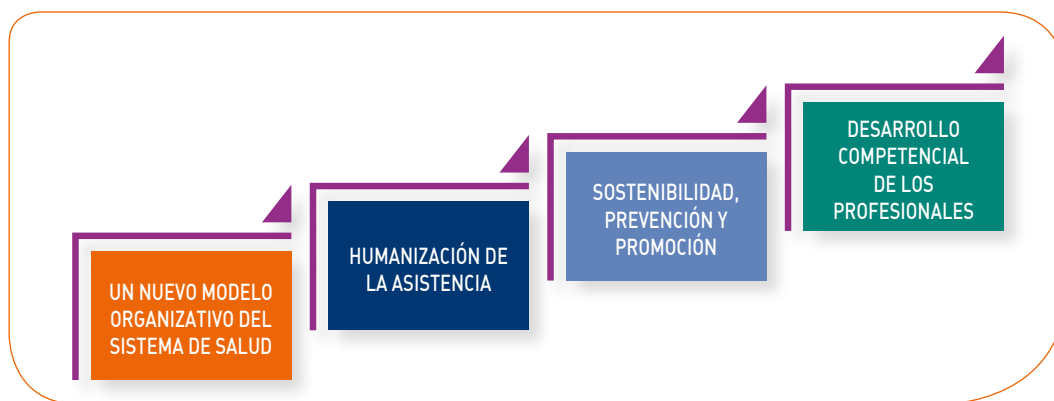 UN NUEVO MODELO
ORGANIZATIVO DEL
SISTEMA DE SALUD
HUMANIZACIÓN DE
LA ASISTENCIA
SOSTENIBILIDAD,
PREVENCIÓN Y
PROMOCIÓN
DESARROLLO
COMPETENCIAL
DE LOS
PROFESIONALES